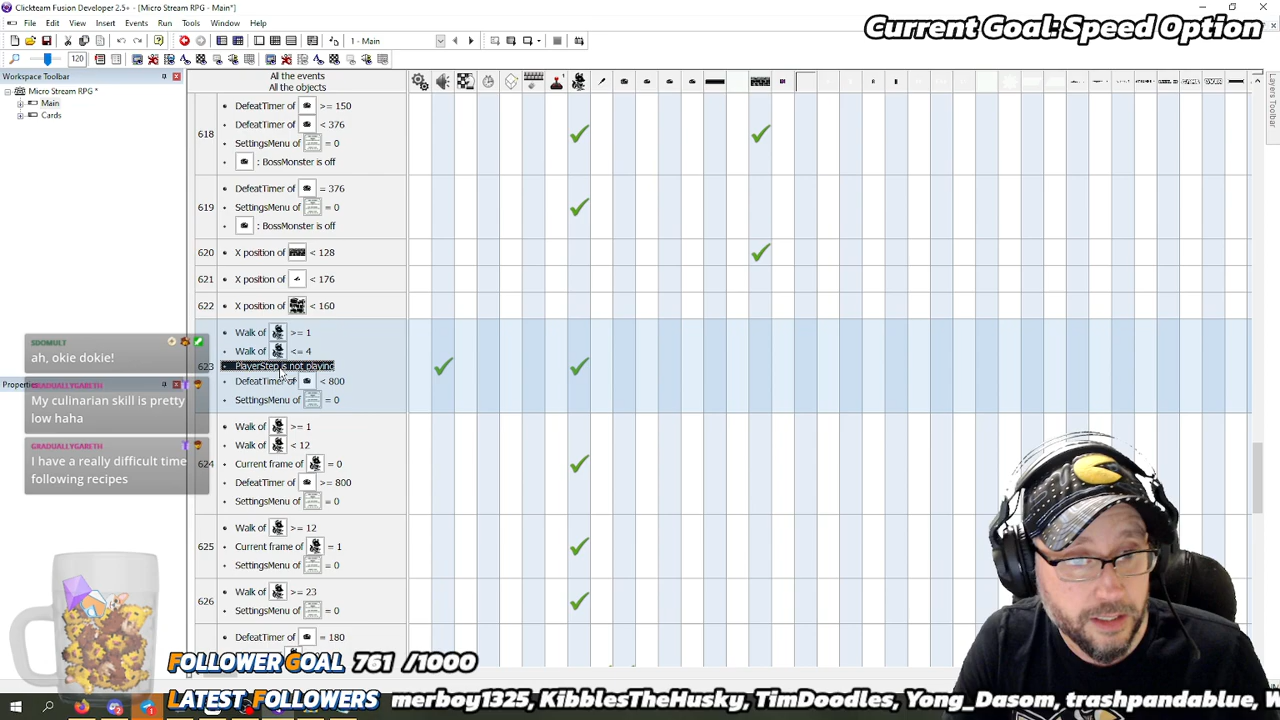 Clickteam Fusion Developer 2.5+ - [Micro Stream RPG - Main*]
File Edit View Insert Events Run Tools Window Help
Current Goal: Speed Option
1 - Main
120
Workspace Toolbar
Micro Stream RPG *
Main
Cards
Layers Toolbar
All the events
All the objects
618
DefeatTimer of >= 150
DefeatTimer of < 376
SettingsMenu of = 0
: BossMonster is off
619
DefeatTimer of = 376
SettingsMenu of = 0
: BossMonster is off
620 X position of < 128
621 X position of < 176
622 X position of < 160
623
Walk of >= 1
Walk of <= 4
PlayerStep is not playing
DefeatTimer of < 800
SettingsMenu of = 0
624
Walk of >= 1
Walk of < 12
Current frame of = 0
DefeatTimer of >= 800
SettingsMenu of = 0
625
Walk of >= 12
Current frame of = 1
SettingsMenu of = 0
626
Walk of >= 23
SettingsMenu of = 0
DefeatTimer of = 180
SDOMULT
ah, okie dokie!
Properties
GRADUALLYGARETH
My culinarian skill is pretty
low haha
GRADUALLYGARETH
I have a really difficult time
following recipes
Follower Goal 761 /1000
Latest Followers merboy1325, KibblesTheHusky, TimDoodles, Yong_Dasom, trashpandablue, W